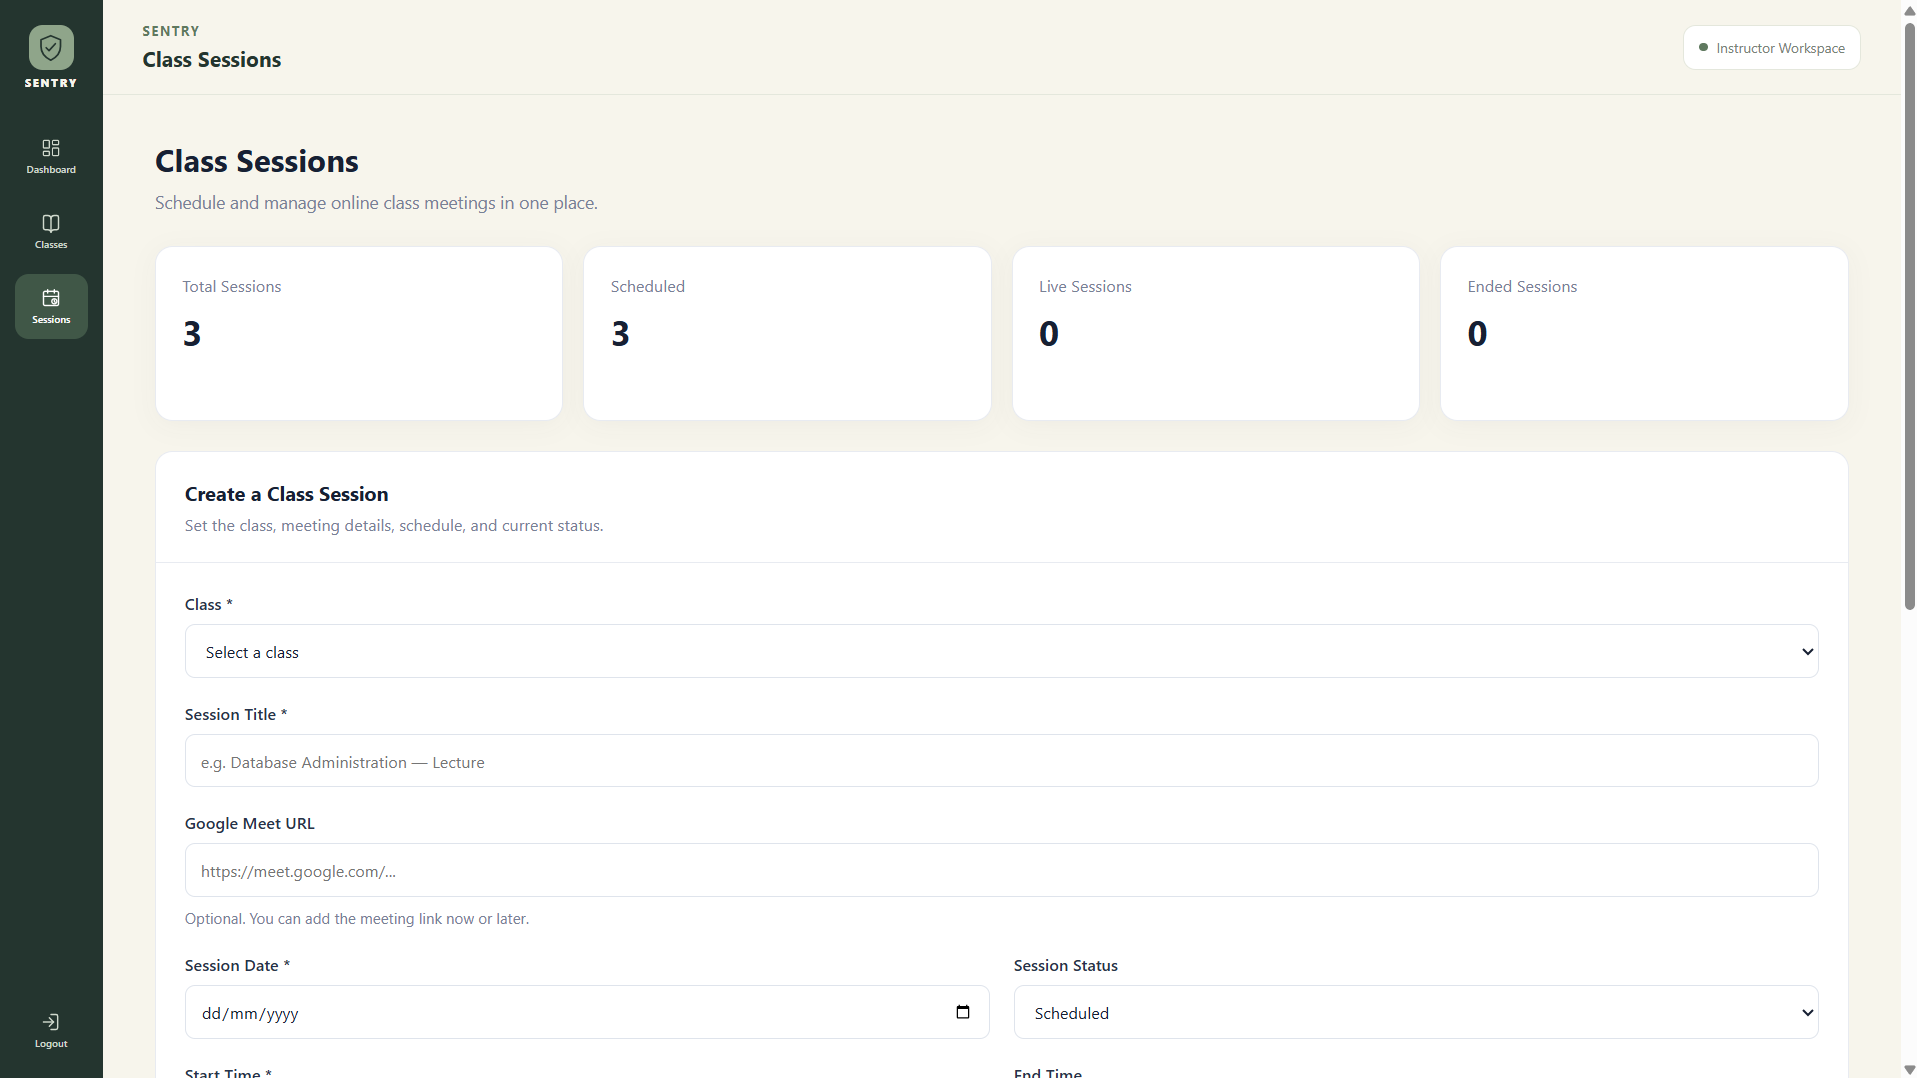 SENTRY
Dashboard
Classes
Sessions
Logout
SENTRY
Class Sessions
Instructor Workspace
Class Sessions
Schedule and manage online class meetings in one place.
Total Sessions
3
Scheduled
3
Live Sessions
0
Ended Sessions
0
Create a Class Session
Set the class, meeting details, schedule, and current status.
Class *
Select a class
Session Title *
e.g. Database Administration — Lecture
Google Meet URL
https://meet.google.com/...
Optional. You can add the meeting link now or later.
Session Date *
dd/mm/yyyy
Session Status
Scheduled
Start Time *
End Time